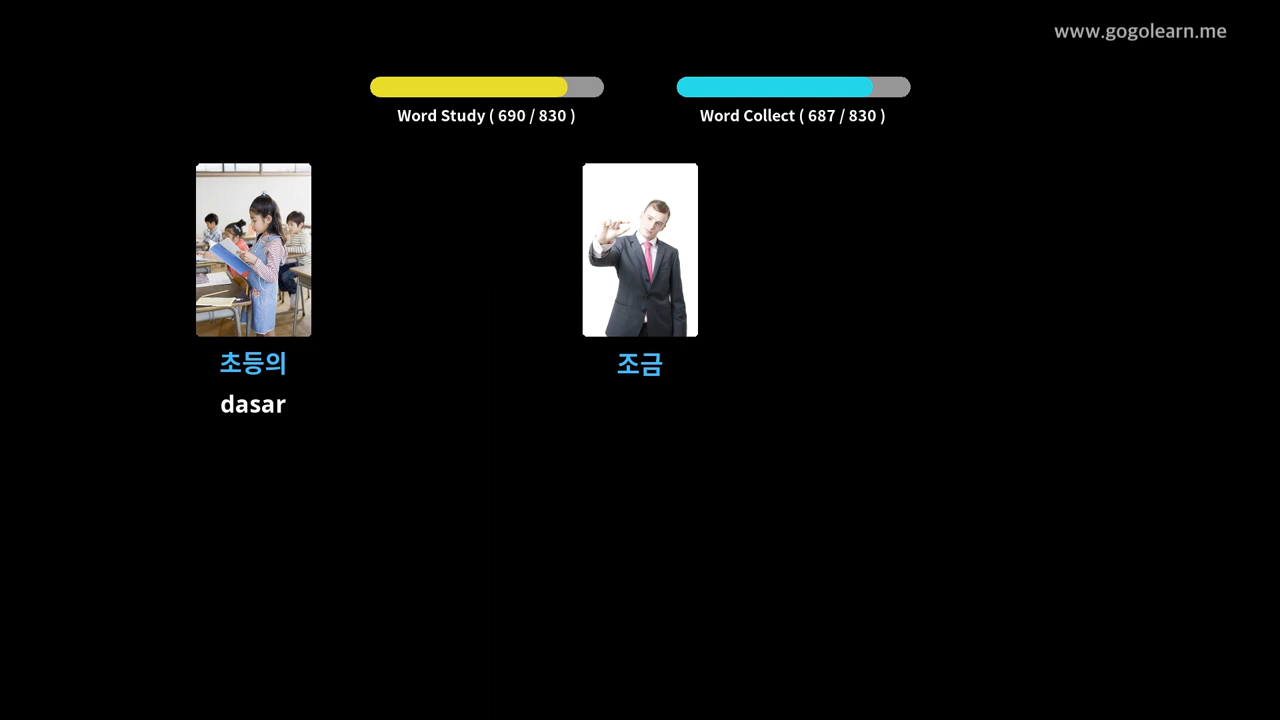 www.gogolearn.me
Word Study ( 690 / 830 )
Word Collect ( 687 / 830 )
초등의
dasar
조금